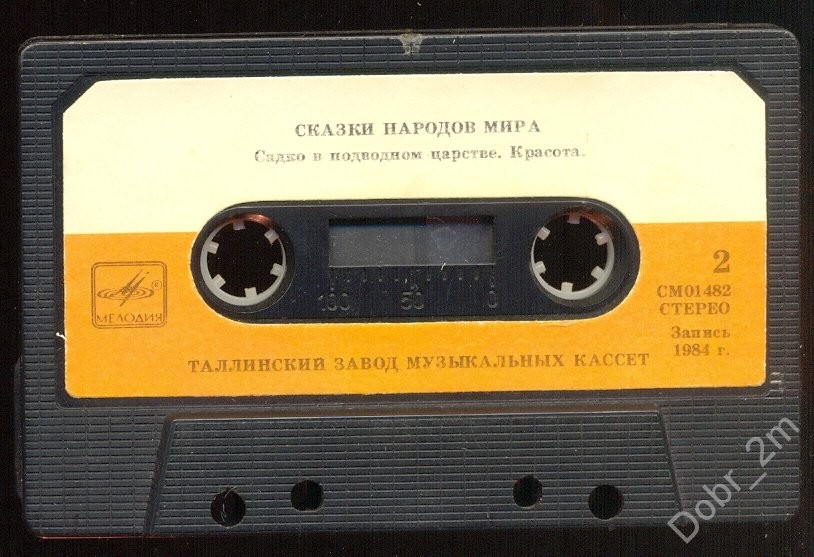 СКАЗКИ НАРОДОВ МИРА
Садко в подводном царстве. Красота.
2
СМ01482
СТЕРЕО
Запись
1984 г.
100 50 0
®
МЕЛОДИЯ
ТАЛЛИНСКИЙ ЗАВОД МУЗЫКАЛЬНЫХ КАССЕТ
Dobr_2m